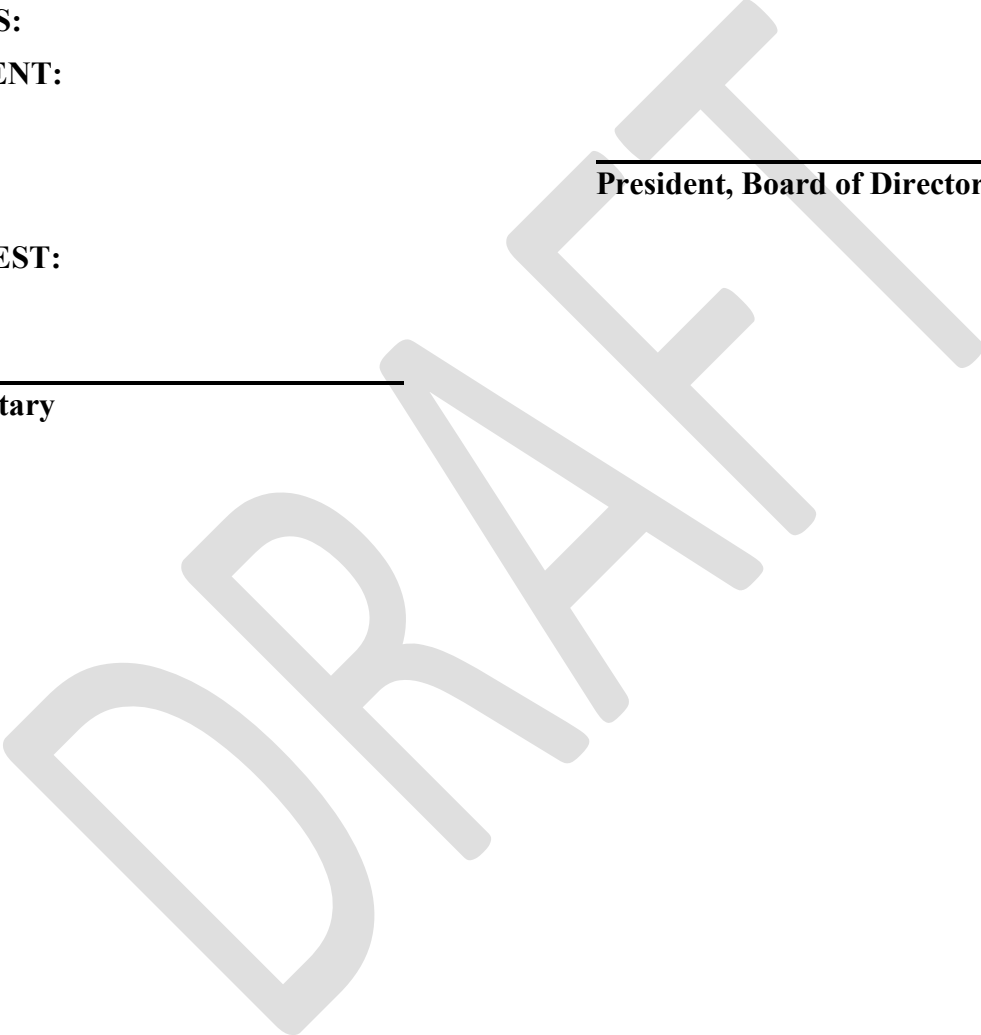 S:
ENT:
President, Board of Director
EST:
tary
DRAFT